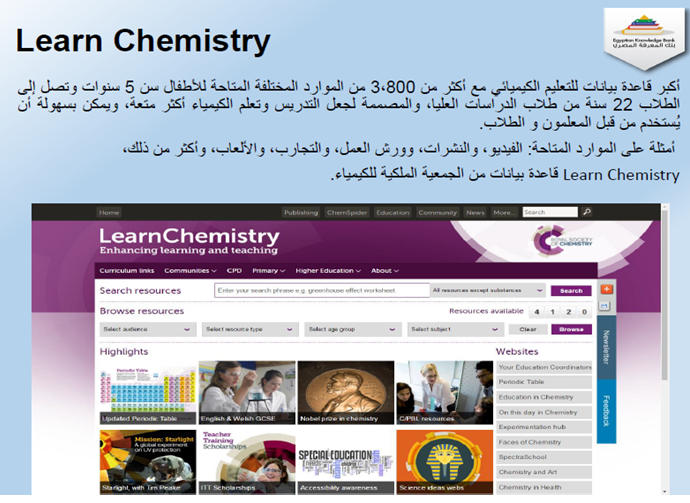 Learn Chemistry
Egyptian Knowledge Bank
بنك المعرفة المصري
أكبر قاعدة بيانات للتعليم الكيميائي مع أكثر من 3،800 من الموارد المختلفة المتاحة للأطفال سن 5 سنوات وتصل إلى
الطلاب 22 سنة من طلاب الدراسات العليا، والمصممة لجعل التدريس وتعلم الكيمياء أكثر متعة، ويمكن بسهولة أن
يُستخدم من قبل المعلمون و الطلاب.
أمثلة على الموارد المتاحة: الفيديو، والنشرات، وورش العمل، والتجارب، والألعاب، وأكثر من ذلك،
Learn Chemistry قاعدة بيانات من الجمعية الملكية للكيمياء.
Home Publishing ChemSpider Education Community News More... Search
LearnChemistry
Enhancing learning and teaching
ROYAL SOCIETY
OF CHEMISTRY
Curriculum links Communities CPD Primary Higher Education About
Search resources Enter your search phrase e.g. greenhouse effect worksheet All resources except substances Search
Browse resources Resources available 4 1 2 0
Select audience Select resource type Select age group Select subject Clear Browse
Newsletter
Feedback
Highlights
Periodic Table
Updated Periodic Table
English & Welsh GCSE
Nobel prize in chemistry
C/PBL resources
Mission: Starlight
A global experiment
on UV protection
Starlight, with Tim Peake
Teacher
Training
Scholarships
ITT Scholarships
SPECIAL EDUCATION
Accessibility awareness
Science ideas webs
Websites
Your Education Coordinators
Periodic Table
Education in Chemistry
On this day in Chemistry
Experimentation hub
Faces of Chemistry
SpectraSchool
Chemistry and Art
Chemistry in Health